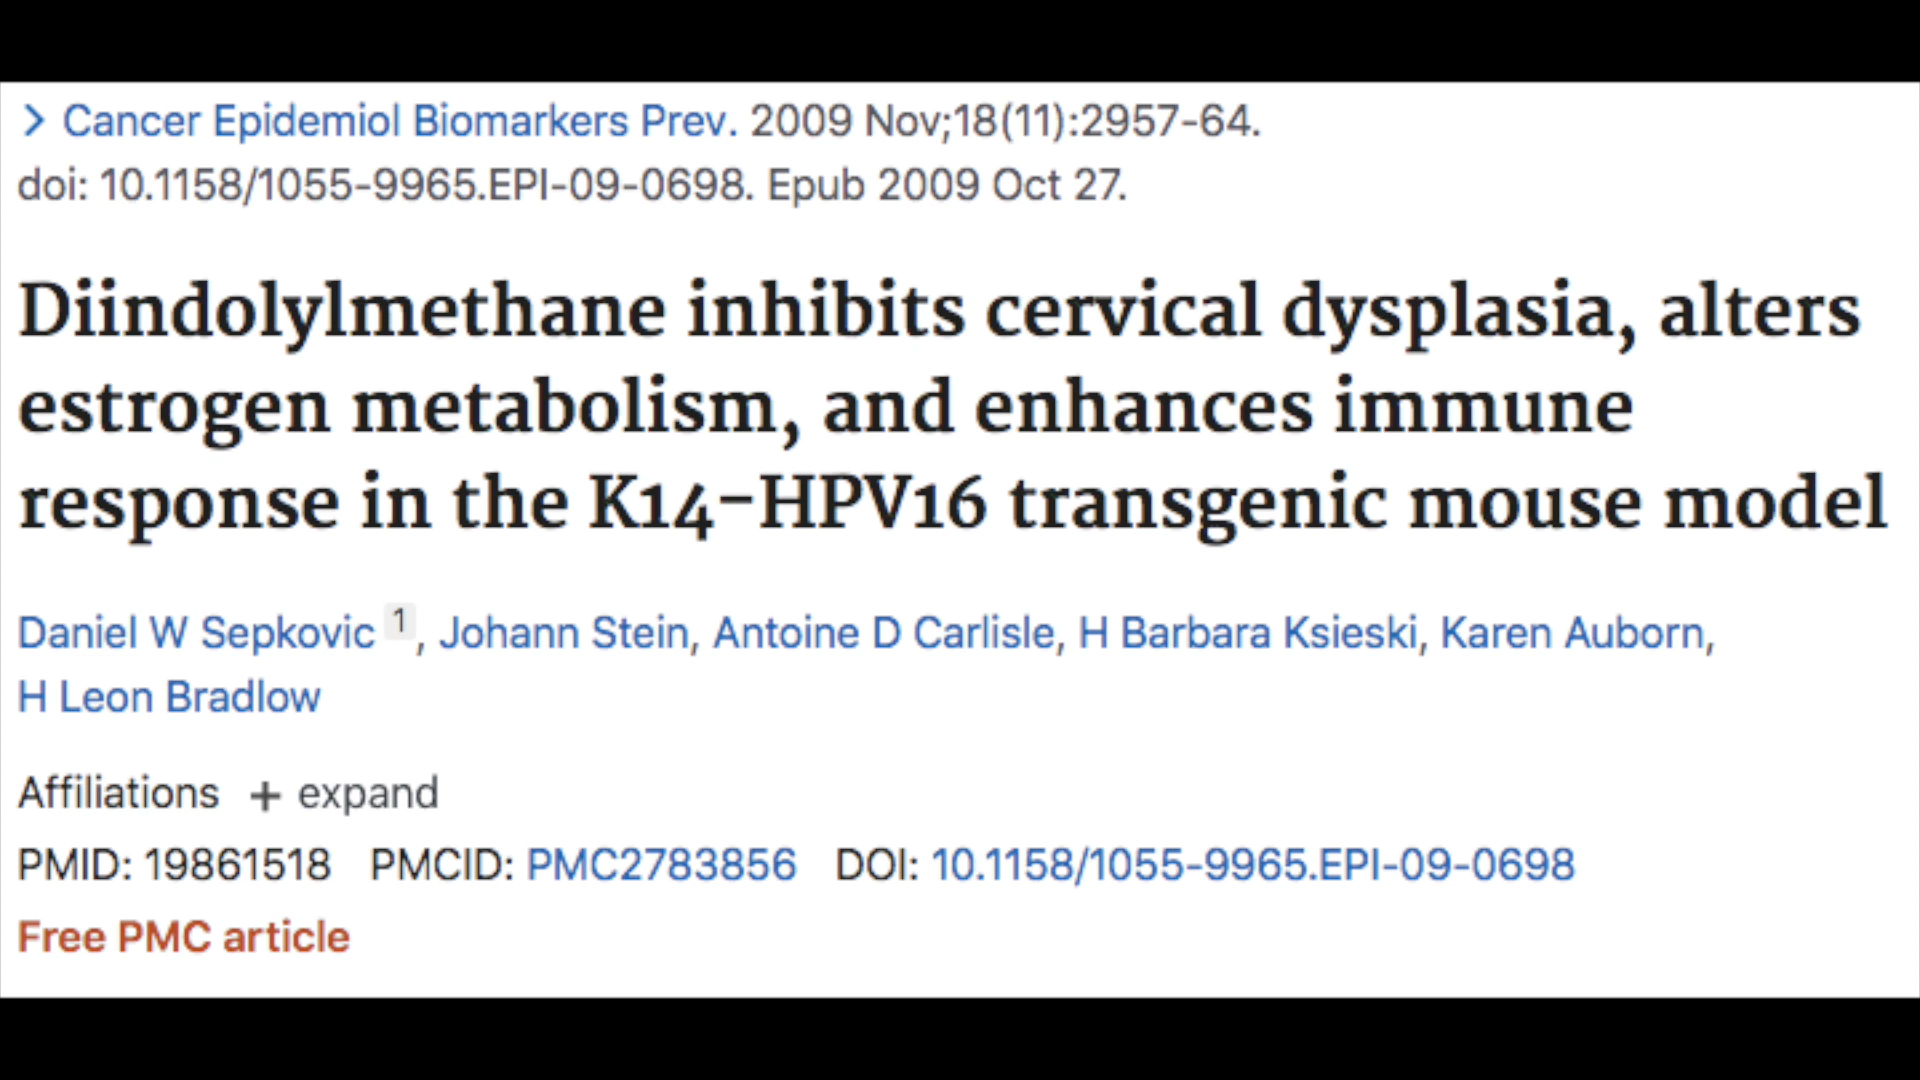 > Cancer Epidemiol Biomarkers Prev. 2009 Nov;18(11):2957-64.
doi: 10.1158/1055-9965.EPI-09-0698. Epub 2009 Oct 27.
Diindolylmethane inhibits cervical dysplasia, alters
estrogen metabolism, and enhances immune
response in the K14-HPV16 transgenic mouse model
Daniel W Sepkovic 1, Johann Stein, Antoine D Carlisle, H Barbara Ksieski, Karen Auborn,
H Leon Bradlow
Affiliations + expand
PMID: 19861518 PMCID: PMC2783856 DOI: 10.1158/1055-9965.EPI-09-0698
Free PMC article